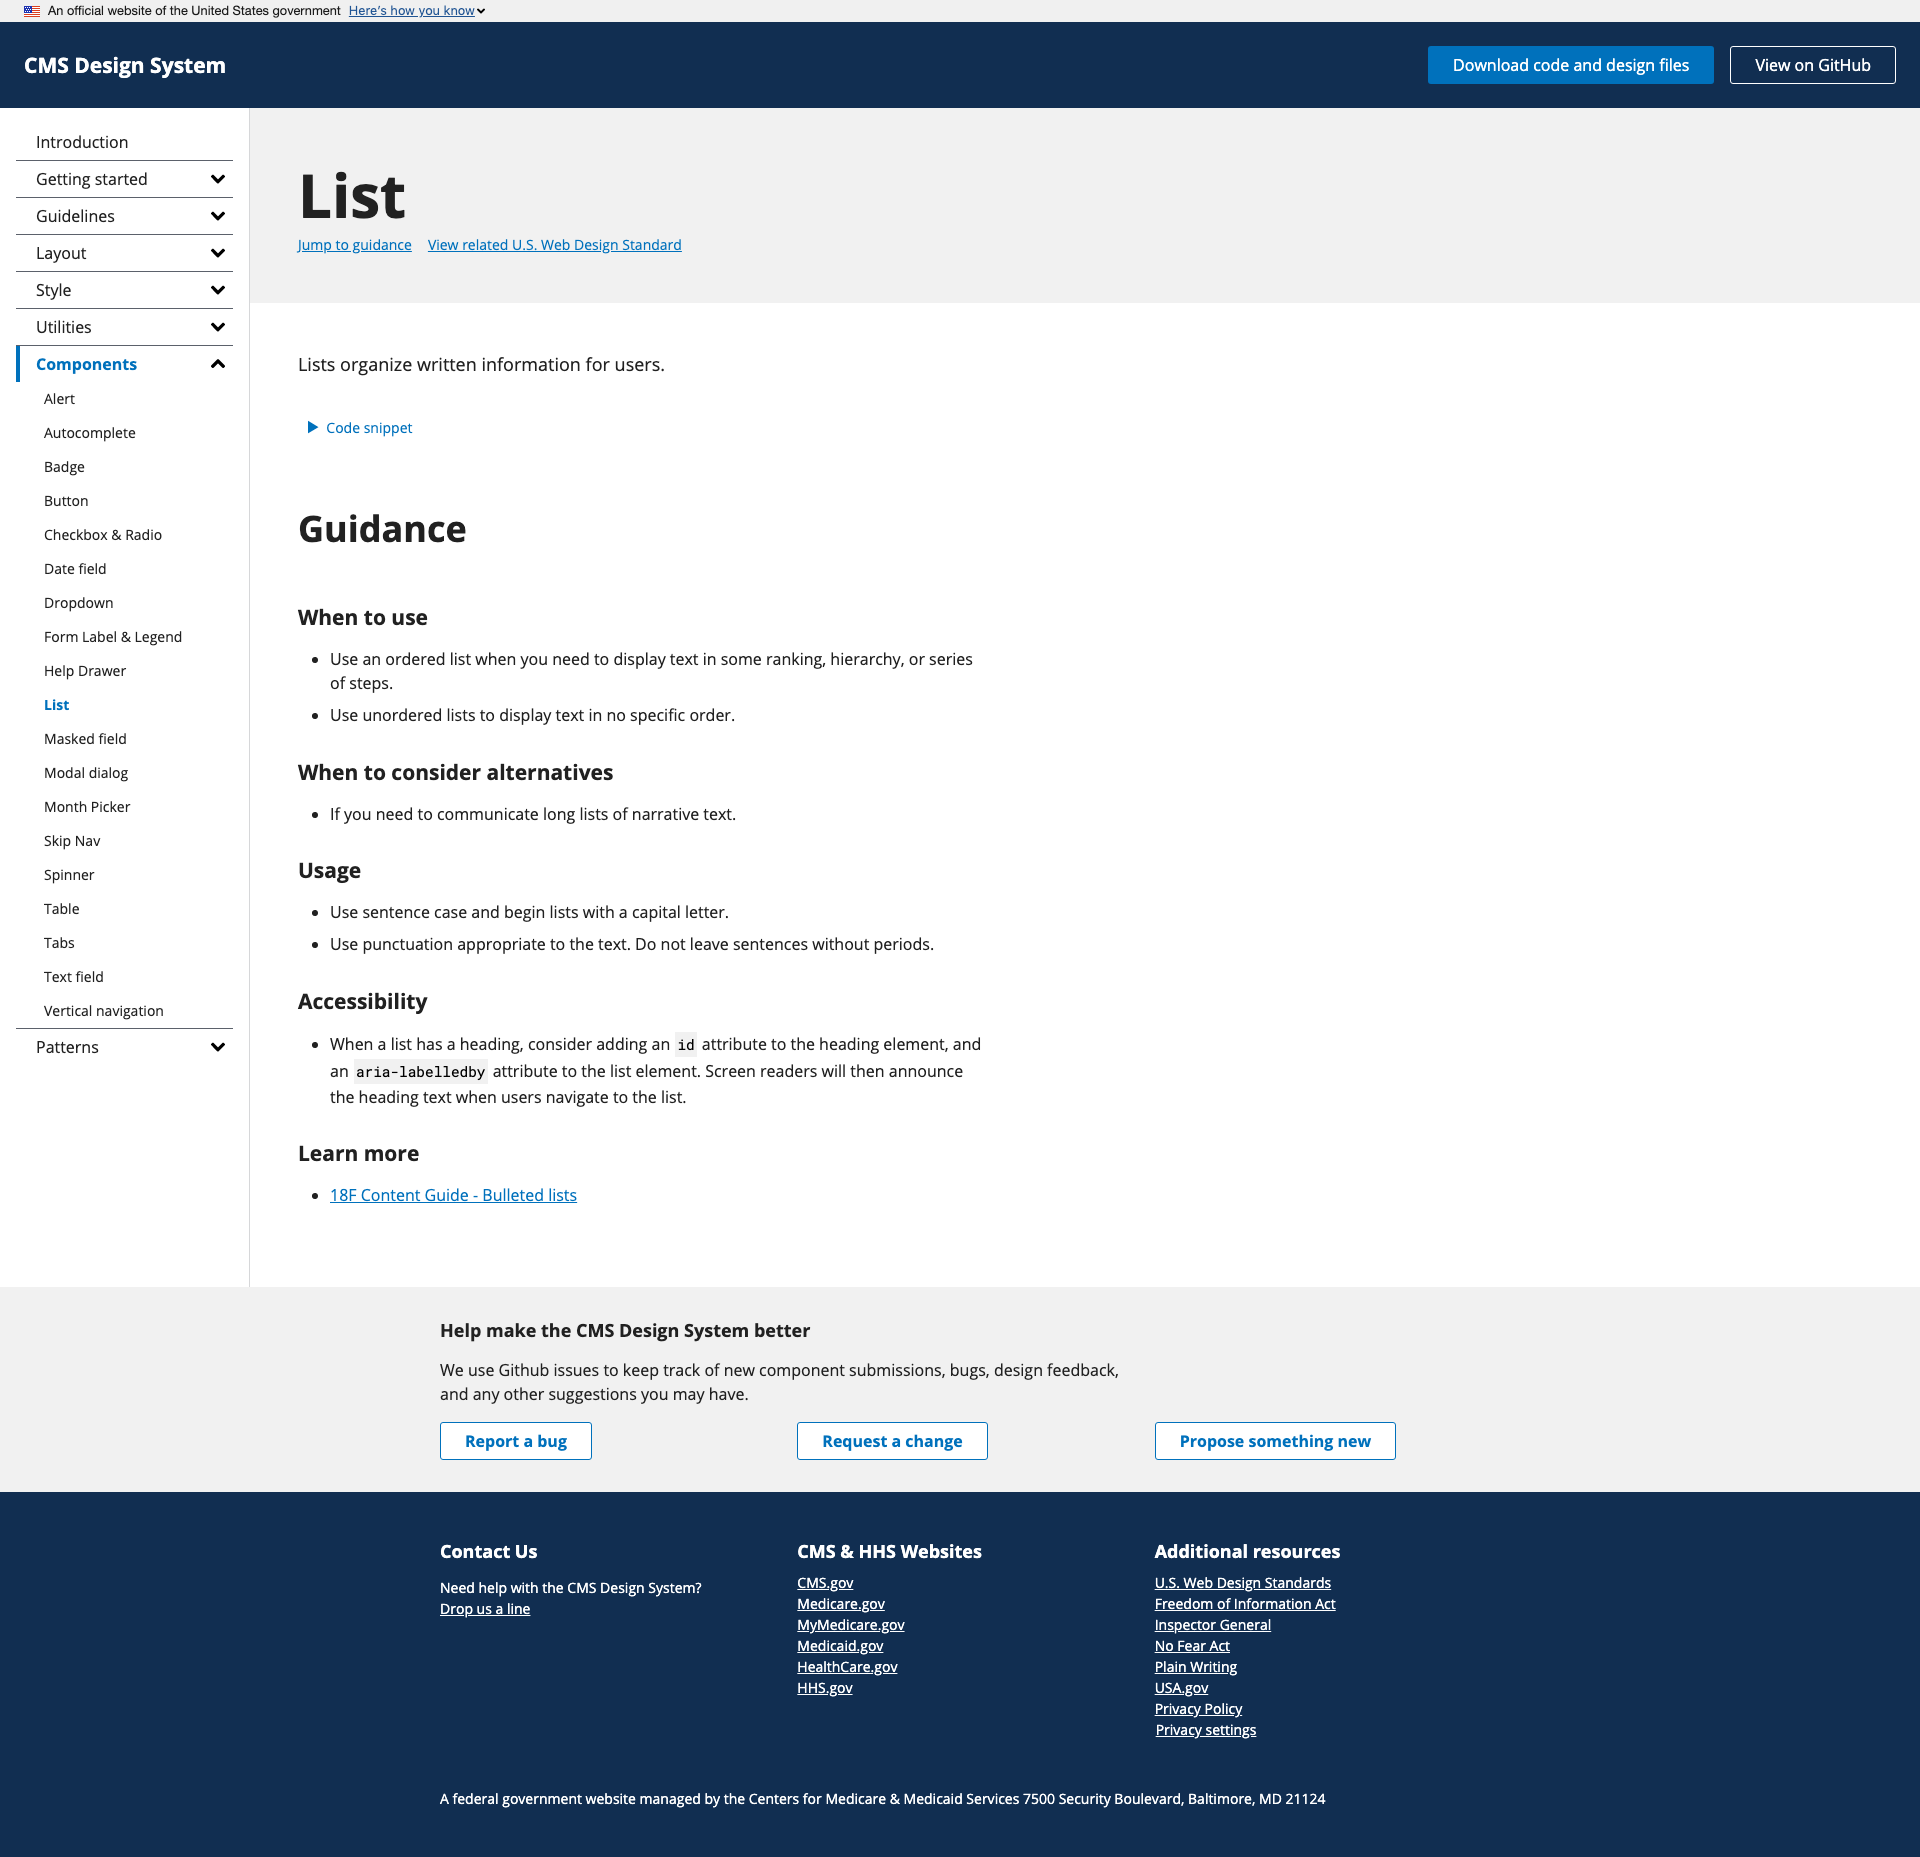 An official website of the United States government Here's how you know
CMS Design System
Download code and design files
View on GitHub
Introduction
Getting started
Guidelines
Layout
Style
Utilities
Components
Alert
Autocomplete
Badge
Button
Checkbox & Radio
Date field
Dropdown
Form Label & Legend
Help Drawer
List
Masked field
Modal dialog
Month Picker
Skip Nav
Spinner
Table
Tabs
Text field
Vertical navigation
Patterns
List
Jump to guidance View related U.S. Web Design Standard
Lists organize written information for users.
Code snippet
Guidance
When to use
• Use an ordered list when you need to display text in some ranking, hierarchy, or series
of steps.
• Use unordered lists to display text in no specific order.
When to consider alternatives
• If you need to communicate long lists of narrative text.
Usage
• Use sentence case and begin lists with a capital letter.
• Use punctuation appropriate to the text. Do not leave sentences without periods.
Accessibility
• When a list has a heading, consider adding an id attribute to the heading element, and
an aria-labelledby attribute to the list element. Screen readers will then announce
the heading text when users navigate to the list.
Learn more
• 18F Content Guide - Bulleted lists
Help make the CMS Design System better
We use Github issues to keep track of new component submissions, bugs, design feedback,
and any other suggestions you may have.
Report a bug
Request a change
Propose something new
Contact Us
Need help with the CMS Design System?
Drop us a line
CMS & HHS Websites
CMS.gov
Medicare.gov
MyMedicare.gov
Medicaid.gov
HealthCare.gov
HHS.gov
Additional resources
U.S. Web Design Standards
Freedom of Information Act
Inspector General
No Fear Act
Plain Writing
USA.gov
Privacy Policy
Privacy settings
A federal government website managed by the Centers for Medicare & Medicaid Services 7500 Security Boulevard, Baltimore, MD 21124